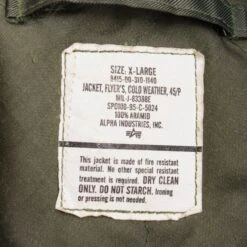 SIZE: X-LARGE
8415-00-310-1140
JACKET, FLYER'S, COLD WEATHER, 45/P
MIL-J-83388E
SPO100-95-C-5024
100% ARAMID
ALPHA INDUSTRIES, INC.
This jacket is made of fire resistant
material. No other special resistant
treatment is required. DRY CLEAN
ONLY. DO NOT STARCH. Ironing
or pressing is not needed.